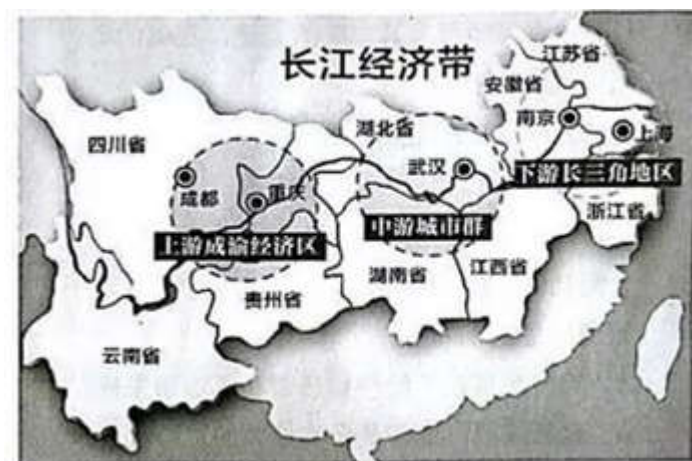 长江经济带
江苏省
安徽省
南京
上海
湖北省
四川省
武汉
成都
重庆
下游长三角地区
浙江省
中游城市群
上游成渝经济区
湖南省
江西省
贵州省
云南省